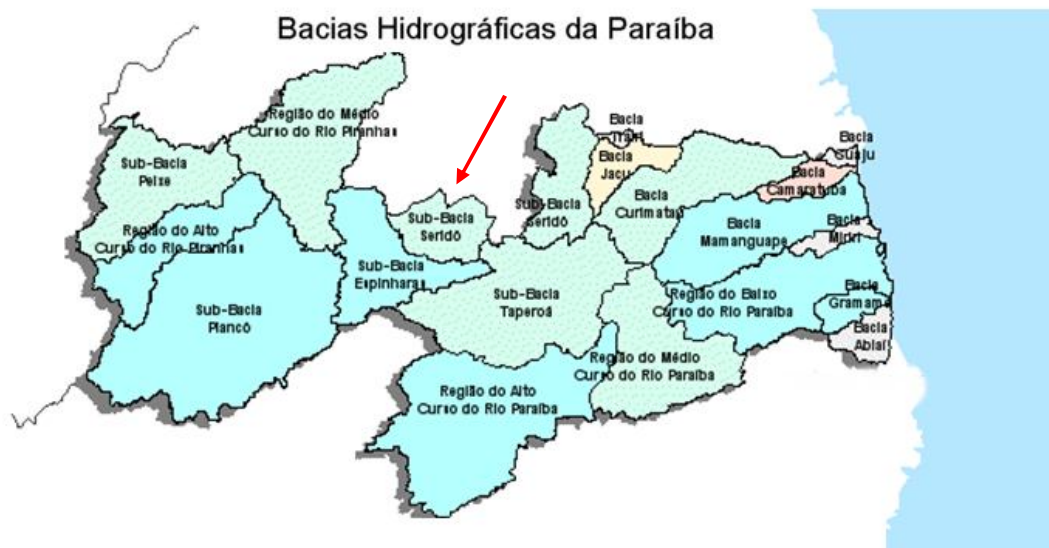 Bacias Hidrográficas da Paraíba
Região do Médio
Curso do Rio Piranhas
Sub-Bacia
Peixe
Região do Alto
Curso do Rio Piranhas
Sub-Bacia
Piancó
Sub-Bacia
Espinharas
Sub-Bacia
Seridó
Sub-Bacia
Seridó
Bacia
Bacia
Jacu
Bacia
Curimataú
Bacia
Guaju
Bacia
Camaratuba
Bacia
Mamanguape
Bacia
Miriri
Sub-Bacia
Taperoá
Região do Baixo
Curso do Rio Paraíba
Bacia
Gramame
Bacia
Abiaí
Região do Médio
Curso do Rio Paraíba
Região do Alto
Curso do Rio Paraíba